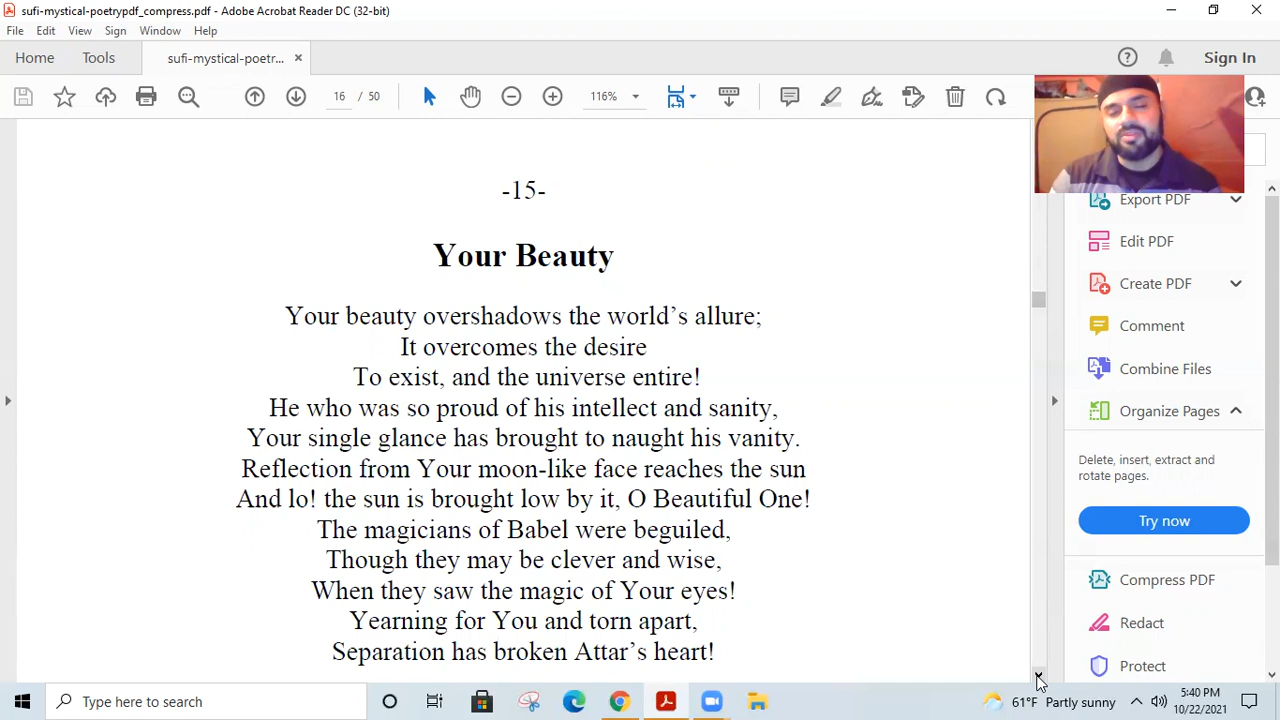 sufi-mystical-poetrypdf_compress.pdf - Adobe Acrobat Reader DC (32-bit)
File Edit View Sign Window Help
Home Tools sufi-mystical-poetr... Sign In
16 / 50 116%
-15-
Your Beauty
Your beauty overshadows the world’s allure;
It overcomes the desire
To exist, and the universe entire!
He who was so proud of his intellect and sanity,
Your single glance has brought to naught his vanity.
Reflection from Your moon-like face reaches the sun
And lo! the sun is brought low by it, O Beautiful One!
The magicians of Babel were beguiled,
Though they may be clever and wise,
When they saw the magic of Your eyes!
Yearning for You and torn apart,
Separation has broken Attar’s heart!
Export PDF
Edit PDF
Create PDF
Comment
Combine Files
Organize Pages
Delete, insert, extract and
rotate pages.
Try now
Compress PDF
Redact
Protect
Type here to search
61°F Partly sunny
5:40 PM
10/22/2021